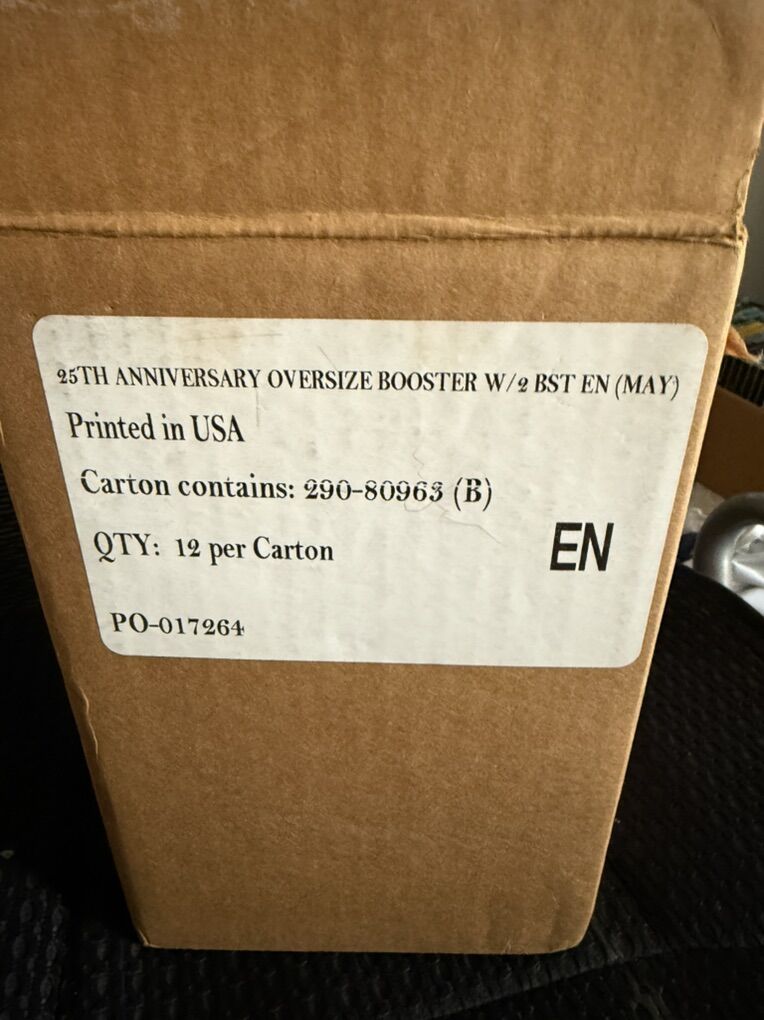 25TH ANNIVERSARY OVERSIZE BOOSTER W/2 BST EN (MAY)
Printed in USA
Carton contains: 290-80963 (B)
QTY: 12 per Carton
EN
PO-017264